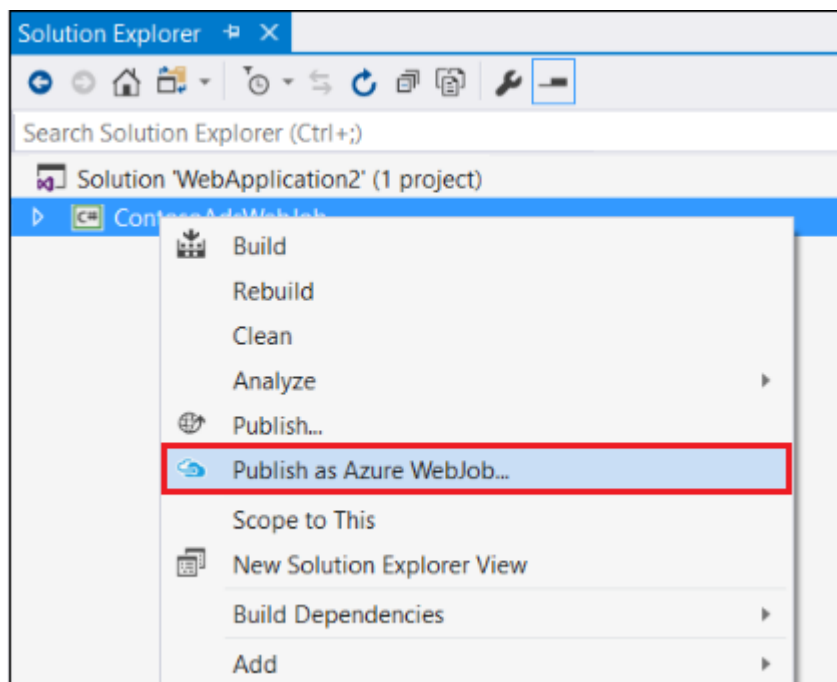 Solution Explorer
Search Solution Explorer (Ctrl+;)
Solution 'WebApplication2' (1 project)
C# ContosoAdsWebJob
Build
Rebuild
Clean
Analyze
Publish...
Publish as Azure WebJob...
Scope to This
New Solution Explorer View
Build Dependencies
Add